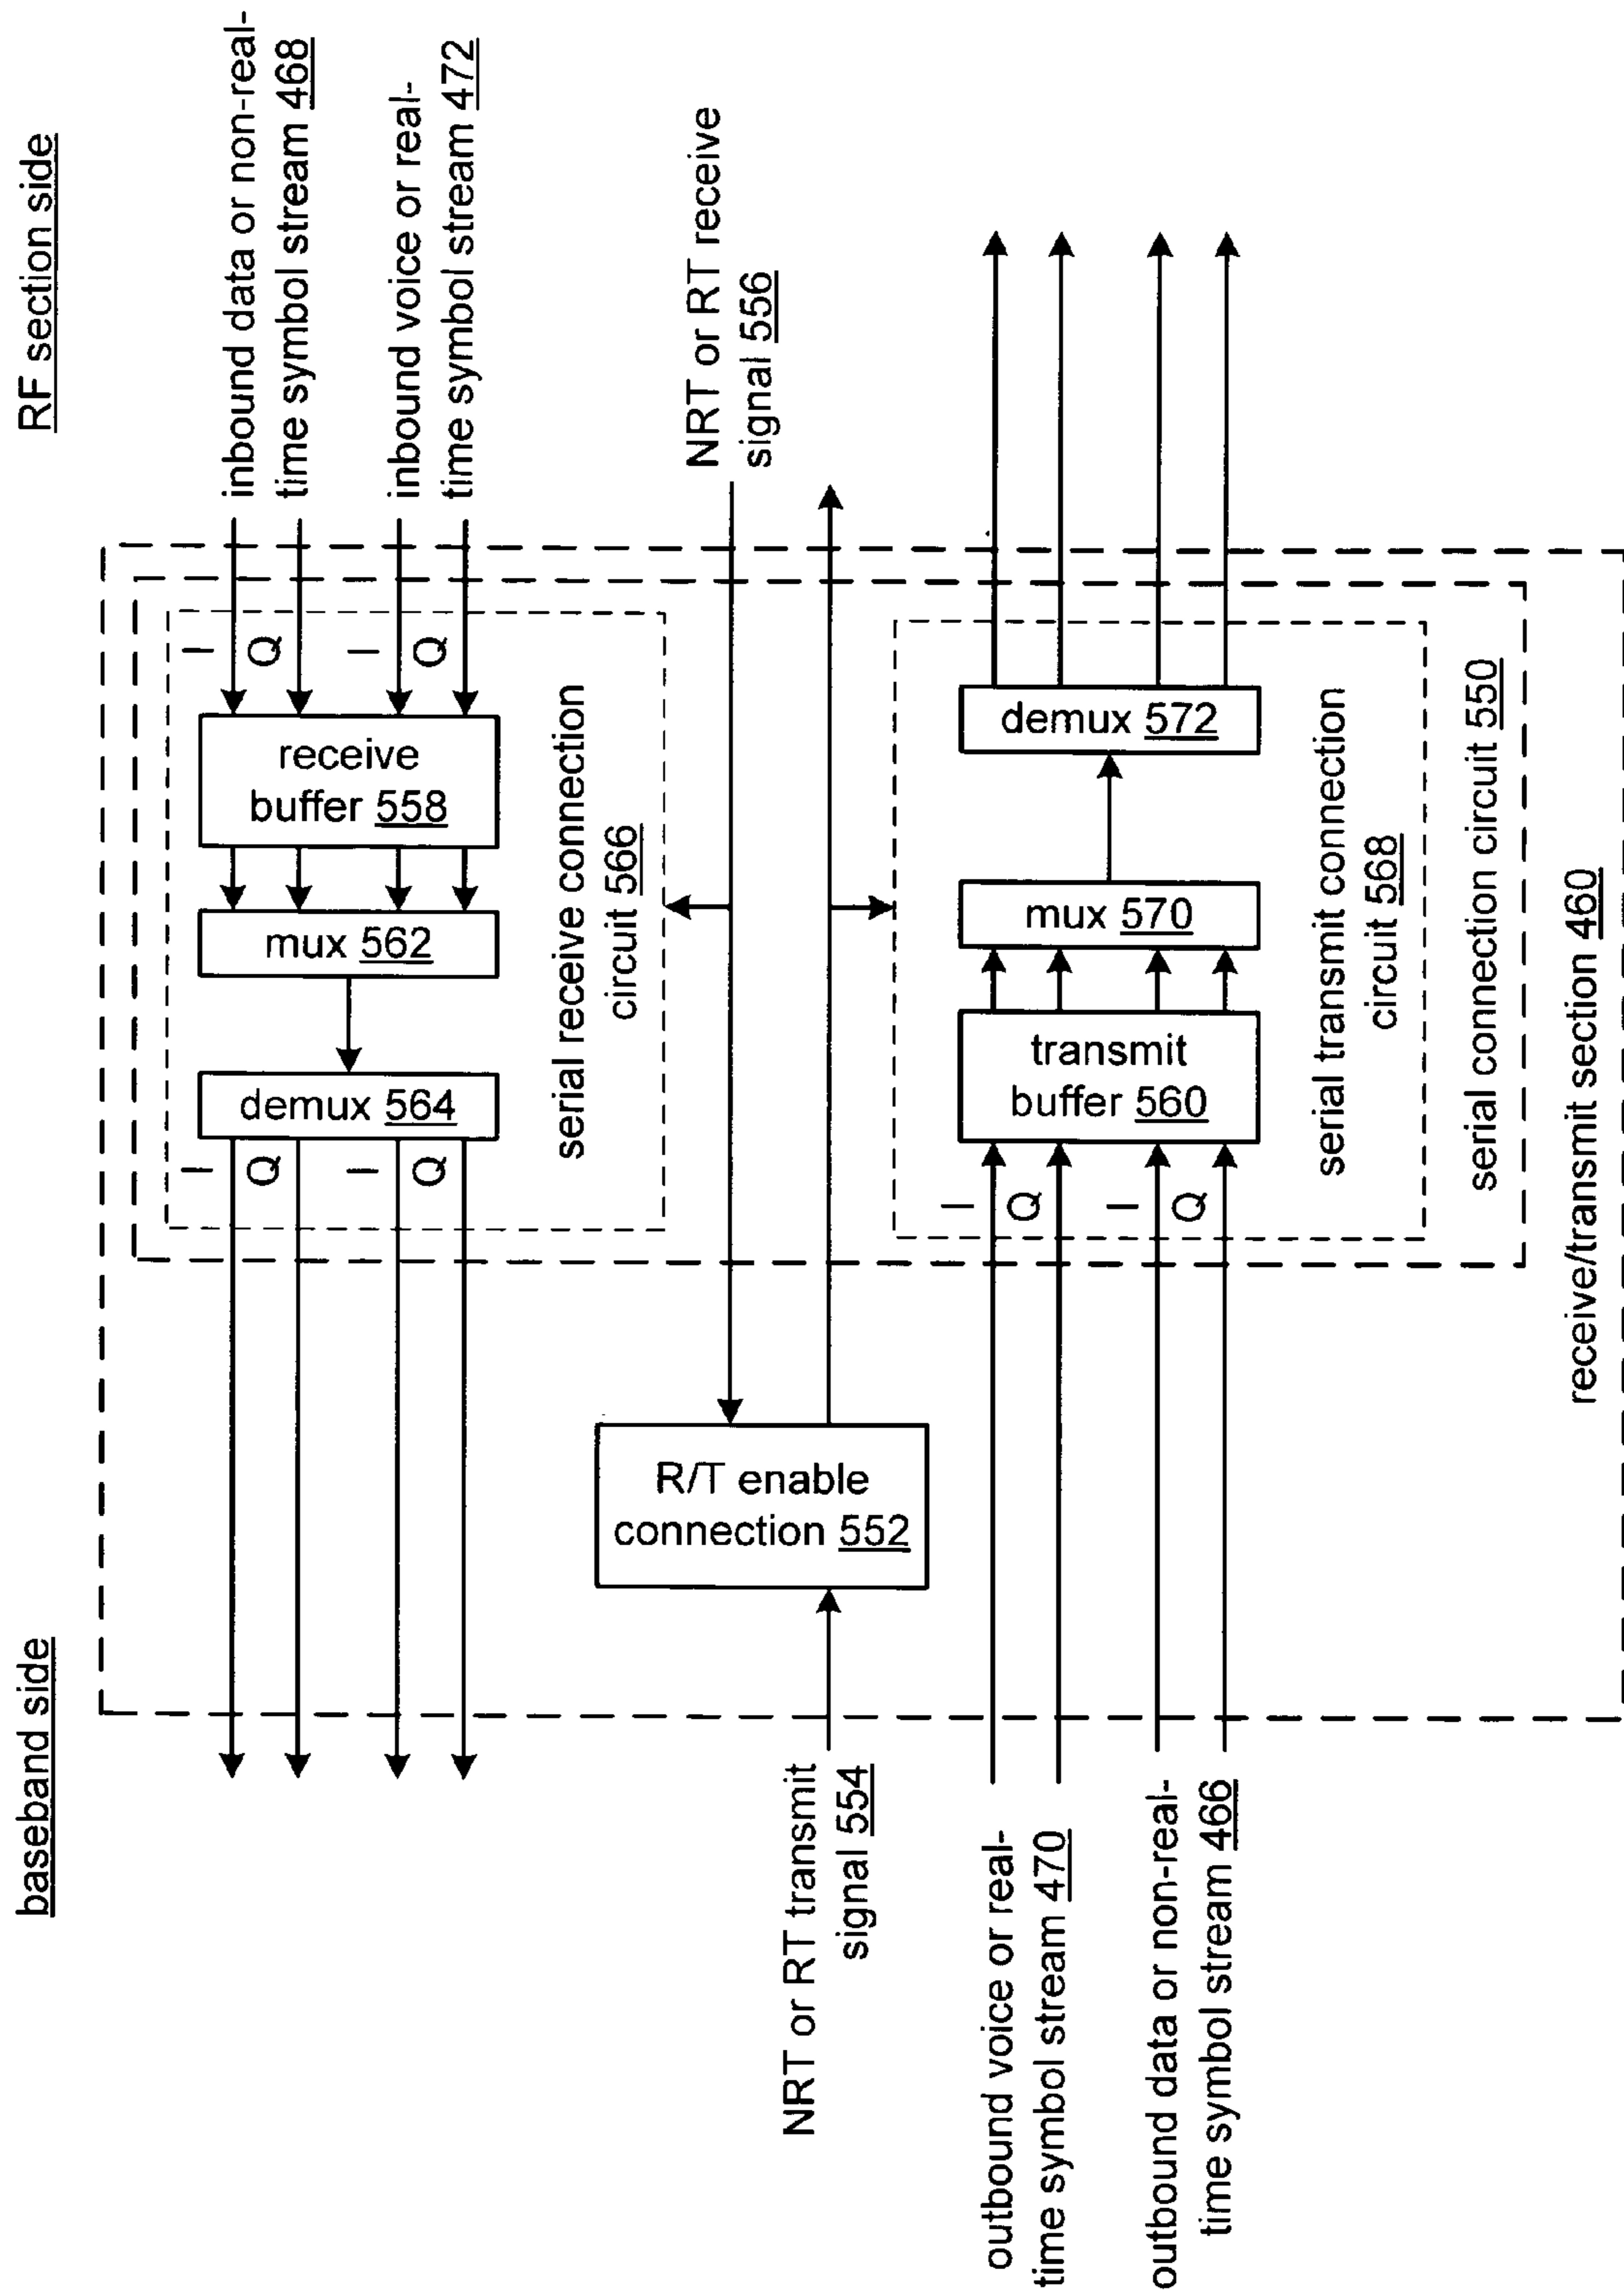 baseband side
RF section side
inbound data or non-real-
time symbol stream 468
inbound voice or real-
time symbol stream 472
I
Q
I
Q
receive
buffer 558
mux 562
demux 564
I
Q
I
Q
serial receive connection
circuit 566
NRT or RT receive
signal 556
R/T enable
connection 552
NRT or RT transmit
signal 554
outbound voice or real-
time symbol stream 470
outbound data or non-real-
time symbol stream 466
I
Q
I
Q
transmit
buffer 560
mux 570
demux 572
serial transmit connection
circuit 568
serial connection circuit 550
receive/transmit section 460